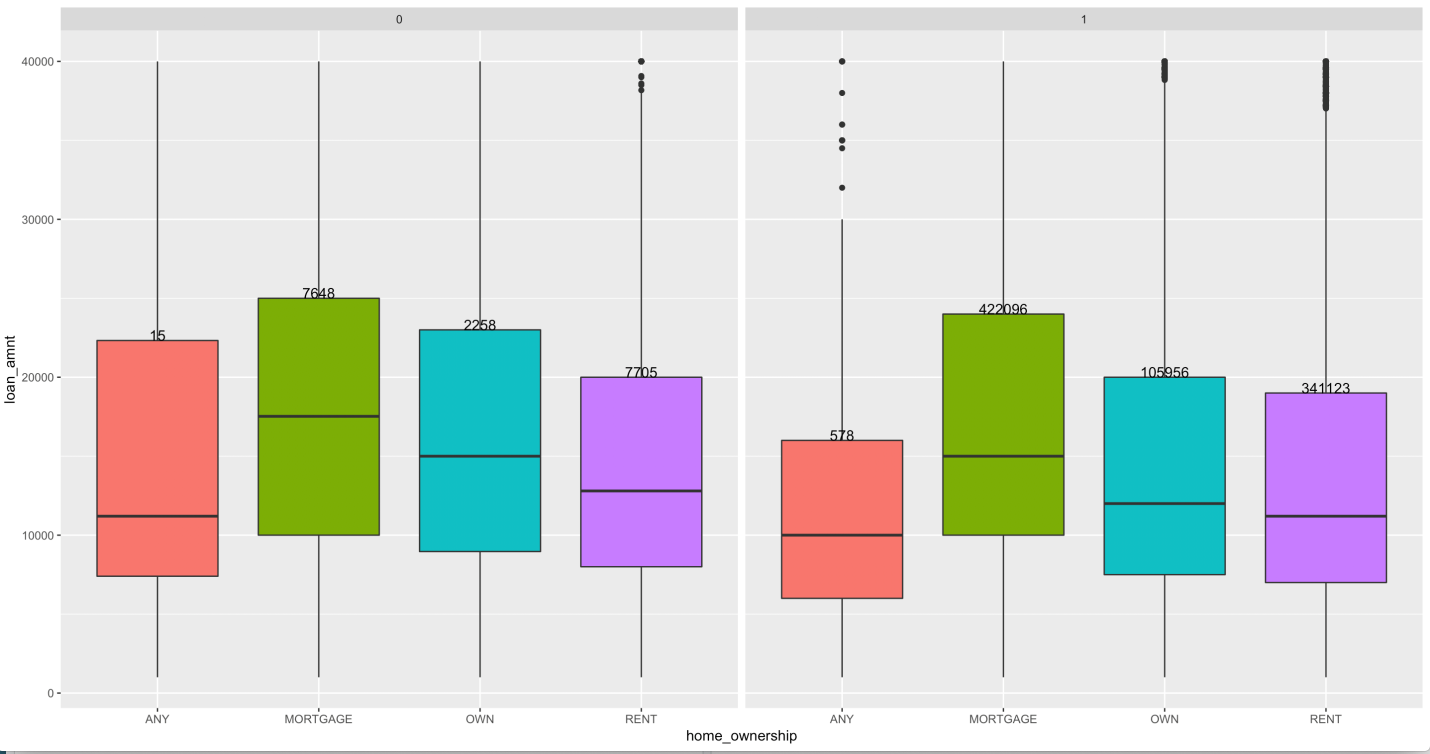 0 1
40000
30000
20000
10000
0
loan_amnt
15 7648 2258 7705
578 422096 105956 341123
ANY MORTGAGE OWN RENT ANY MORTGAGE OWN RENT
home_ownership